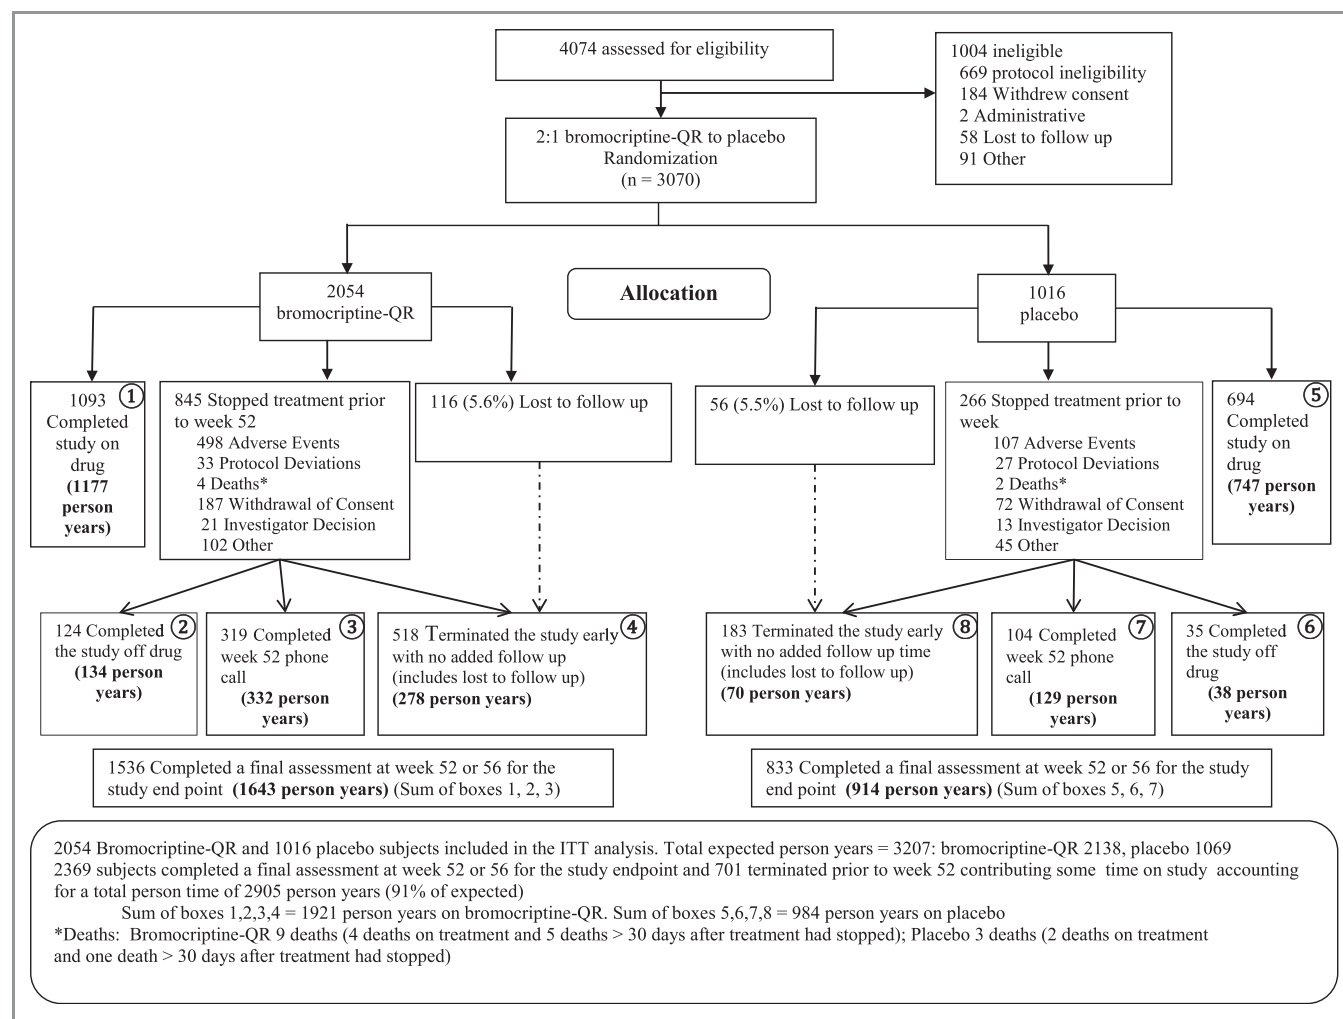 4074 assessed for eligibility
1004 ineligible
669 protocol ineligibility
184 Withdrew consent
2 Administrative
58 Lost to follow up
91 Other
2:1 bromocriptine-QR to placebo
Randomization
(n = 3070)
2054
bromocriptine-QR
Allocation
1016
placebo
1
1093
Completed
study on
drug
(1177
person
years)
845 Stopped treatment prior
to week 52
498 Adverse Events
33 Protocol Deviations
4 Deaths*
187 Withdrawal of Consent
21 Investigator Decision
102 Other
116 (5.6%) Lost to follow up
56 (5.5%) Lost to follow up
266 Stopped treatment prior to
week
107 Adverse Events
27 Protocol Deviations
2 Deaths*
72 Withdrawal of Consent
13 Investigator Decision
45 Other
5
694
Completed
study on
drug
(747 person
years)
2
124 Completed
the study off drug
(134 person
years)
3
319 Completed
week 52 phone
call
(332 person
years)
4
518 Terminated the study early
with no added follow up
(includes lost to follow up)
(278 person years)
8
183 Terminated the study early
with no added follow up time
(includes lost to follow up)
(70 person years)
7
104 Completed
week 52 phone
call
(129 person
years)
6
35 Completed
the study off
drug
(38 person
years)
1536 Completed a final assessment at week 52 or 56 for the
study end point (1643 person years) (Sum of boxes 1, 2, 3)
833 Completed a final assessment at week 52 or 56 for the study
end point (914 person years) (Sum of boxes 5, 6, 7)
2054 Bromocriptine-QR and 1016 placebo subjects included in the ITT analysis. Total expected person years = 3207: bromocriptine-QR 2138, placebo 1069
2369 subjects completed a final assessment at week 52 or 56 for the study endpoint and 701 terminated prior to week 52 contributing some time on study accounting
for a total person time of 2905 person years (91% of expected)
Sum of boxes 1,2,3,4 = 1921 person years on bromocriptine-QR. Sum of boxes 5,6,7,8 = 984 person years on placebo
*Deaths: Bromocriptine-QR 9 deaths (4 deaths on treatment and 5 deaths > 30 days after treatment had stopped); Placebo 3 deaths (2 deaths on treatment
and one death > 30 days after treatment had stopped)